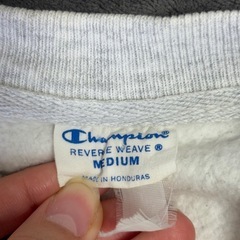 Champion
REVERSE WEAVE ®
MEDIUM
MADE IN HONDURAS